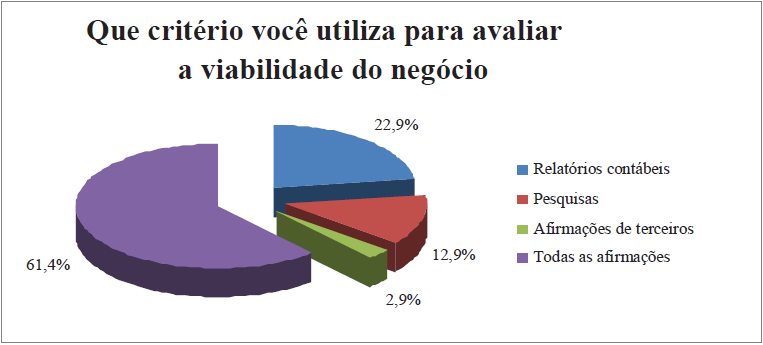 Que critério você utiliza para avaliar
a viabilidade do negócio
22,9%
12,9%
2,9%
61,4%
Relatórios contábeis
Pesquisas
Afirmações de terceiros
Todas as afirmações